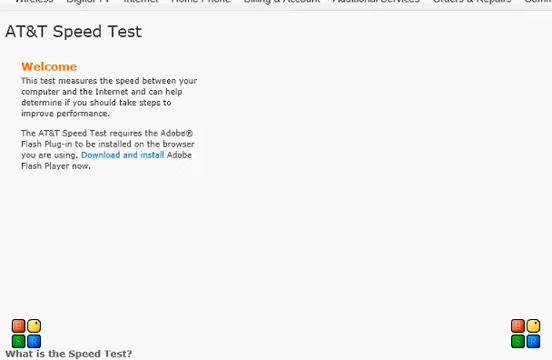 Wireless Digital TV Internet Home Phone Billing & Account Additional Services Orders & Repairs
AT&T Speed Test
Welcome
This test measures the speed between your
computer and the Internet and can help
determine if you should take steps to
improve performance.
The AT&T Speed Test requires the Adobe®
Flash Plug-in to be installed on the browser
you are using. Download and install Adobe
Flash Player now.
What is the Speed Test?